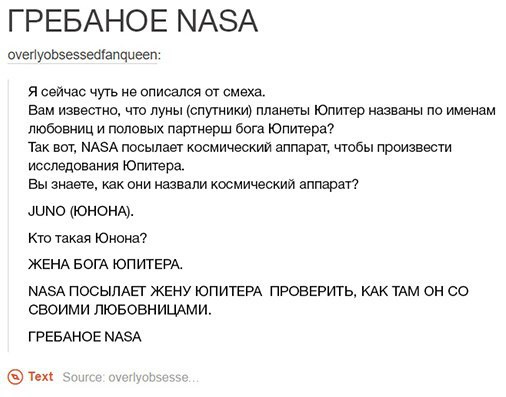 ГРЕБАНОЕ NASA
overlyobsessedfanqueen:
Я сейчас чуть не описался от смеха.
Вам известно, что луны (спутники) планеты Юпитер названы по именам
любовниц и половых партнерш бога Юпитера?
Так вот, NASA посылает космический аппарат, чтобы произвести
исследования Юпитера.
Вы знаете, как они назвали космический аппарат?
JUNO (ЮНОНА).
Кто такая Юнона?
ЖЕНА БОГА ЮПИТЕРА.
NASA ПОСЫЛАЕТ ЖЕНУ ЮПИТЕРА ПРОВЕРИТЬ, КАК ТАМ ОН СО
СВОИМИ ЛЮБОВНИЦАМИ.
ГРЕБАНОЕ NASA
Text Source: overlyobsesse...